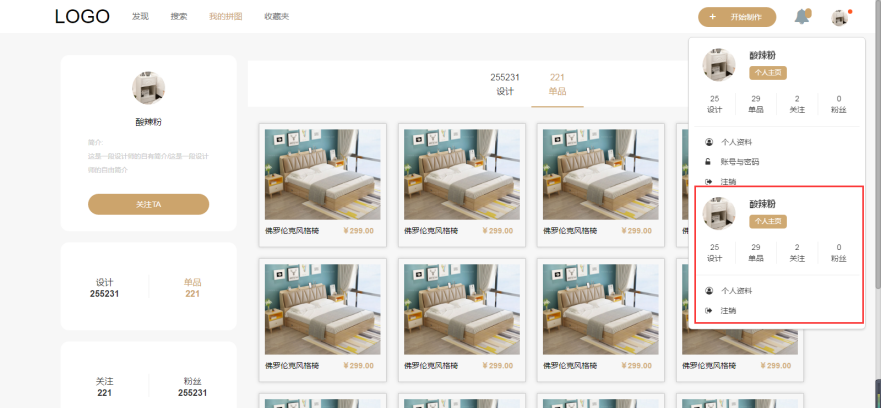 LOGO
发现
搜索
我的拼图
收藏夹
+ 开始制作
酸辣粉
简介:
这是一段设计师的自有简介这是一段设计
师的自由简介
关注TA
设计
255231
单品
221
关注
221
粉丝
255231
255231
设计
221
单品
佛罗伦克风格椅 ￥299.00
佛罗伦克风格椅 ￥299.00
佛罗伦克风格椅 ￥299.00
佛罗伦克风格椅 ￥299.00
佛罗伦克风格椅 ￥299.00
佛罗伦克风格椅 ￥299.00
佛罗伦克风格椅 ￥299.00
酸辣粉
个人主页
25
设计
29
单品
2
关注
0
粉丝
个人资料
账号与密码
注销
酸辣粉
个人主页
25
设计
29
单品
2
关注
0
粉丝
个人资料
注销